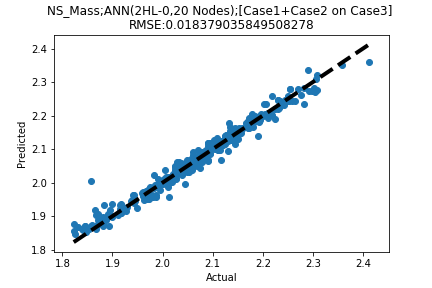 NS_Mass;ANN(2HL-0,20 Nodes);[Case1+Case2 on Case3]
RMSE:0.018379035849508278
2.4
2.3
2.2
2.1
2.0
1.9
1.8
Predicted
1.8 1.9 2.0 2.1 2.2 2.3 2.4
Actual